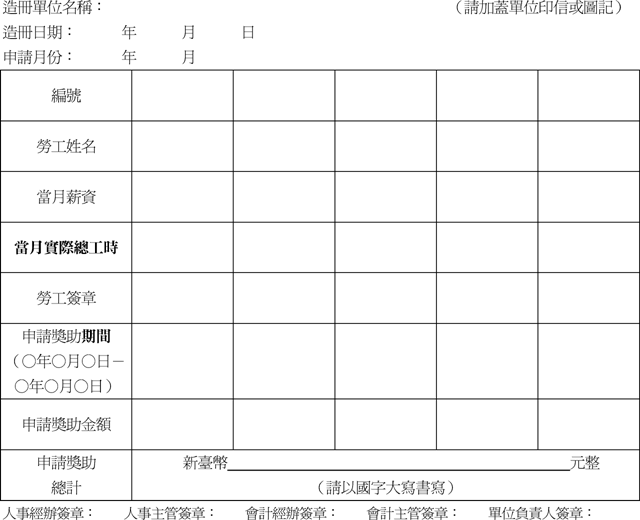 造冊單位名稱：（請加蓋單位印信或圖記）
造冊日期：　年　月　日
申請月份：　年　月
編號
勞工姓名
當月薪資
當月實際總工時
勞工簽章
申請獎助期間
（○年○月○日－
○年○月○日）
申請獎助金額
申請獎助
總計
新臺幣＿＿＿＿＿＿＿＿＿＿元整
（請以國字大寫書寫）
人事經辦簽章：　人事主管簽章：　會計經辦簽章：　會計主管簽章：　單位負責人簽章：